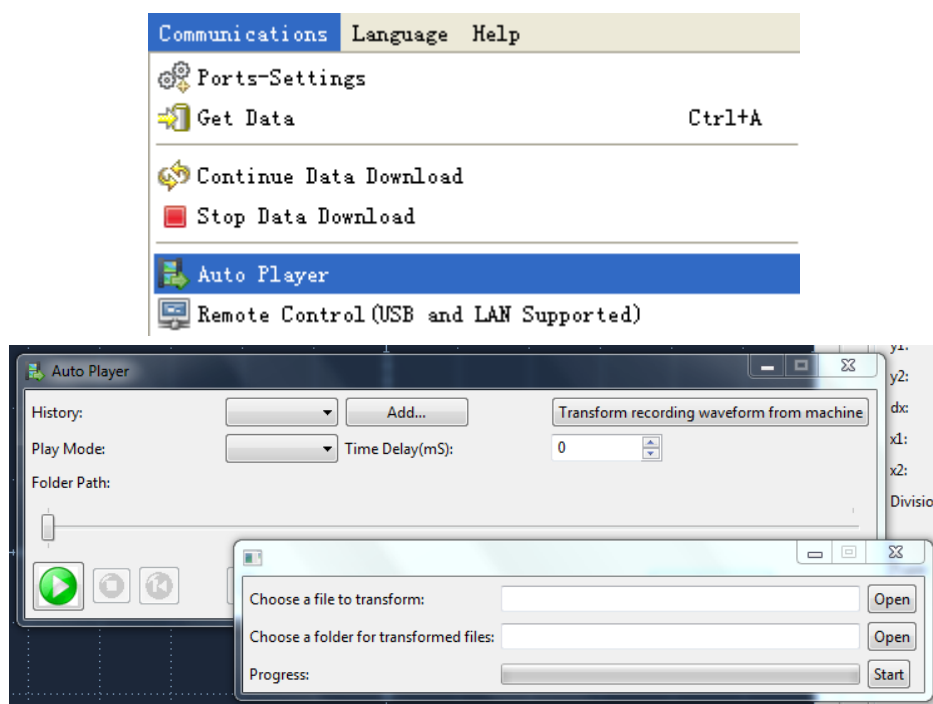 Communications Language Help
Ports-Settings
Get Data Ctrl+A
Continue Data Download
Stop Data Download
Auto Player
Remote Control(USB and LAN Supported)
Auto Player
y1:
y2:
History: Add... Transform recording waveform from machine
dx:
Play Mode: Time Delay(mS): 0
x1:
x2:
Folder Path:
Divisio
Choose a file to transform: Open
Choose a folder for transformed files: Open
Progress: Start